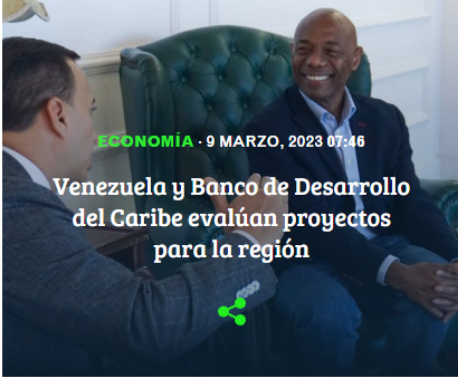 ECONOMÍA · 9 MARZO, 2023 07:46
Venezuela y Banco de Desarrollo
del Caribe evalúan proyectos
para la región